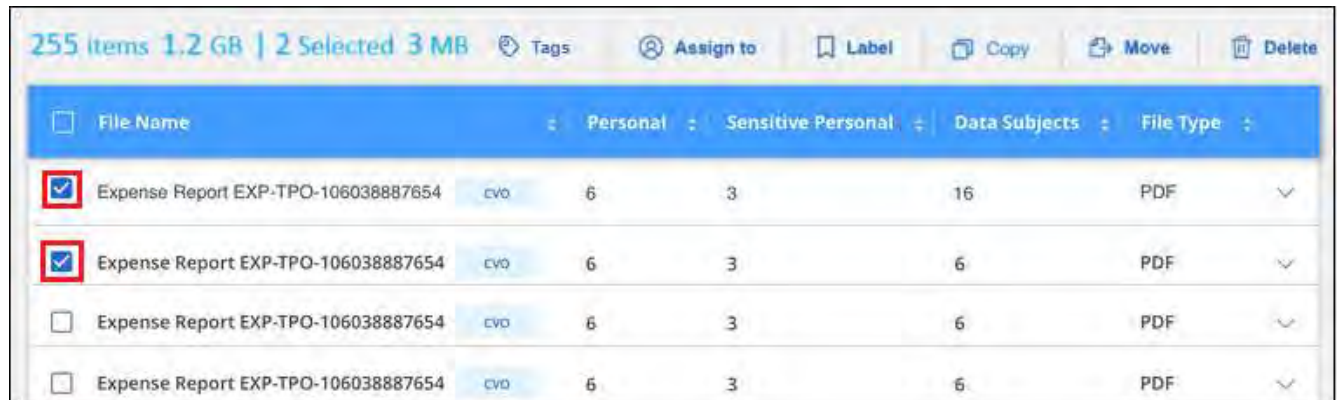 255 items 1.2 GB | 2 Selected 3 MB Tags Assign to Label Copy Move Delete
File Name Personal Sensitive Personal Data Subjects File Type
Expense Report EXP-TPO-106038887654 cvo 6 3 16 PDF
Expense Report EXP-TPO-106038887654 cvo 6 3 6 PDF
Expense Report EXP-TPO-106038887654 cvo 6 3 6 PDF
Expense Report EXP-TPO-106038887654 cvo 6 3 6 PDF